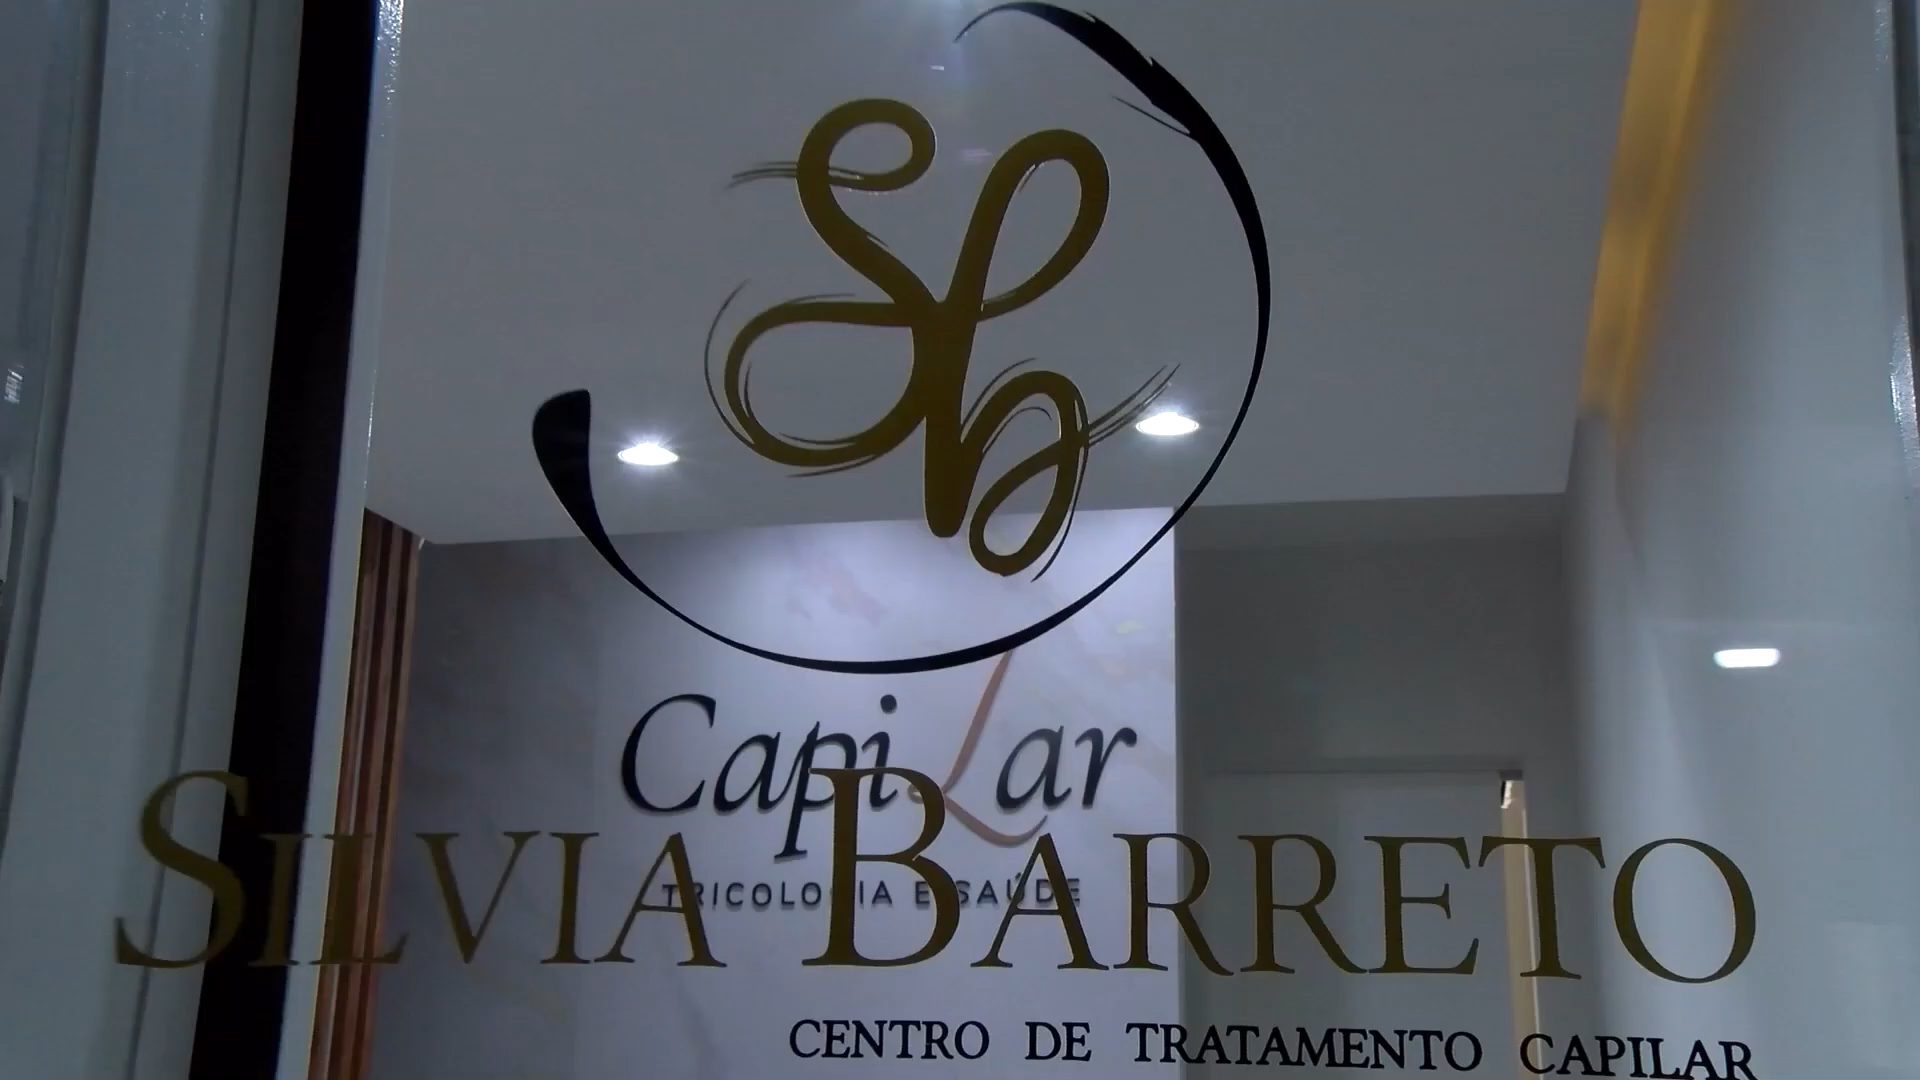 Sb
CapiLar
TRICOLOGIA E SAÚDE
SILVIA BARRETO
CENTRO DE TRATAMENTO CAPILAR